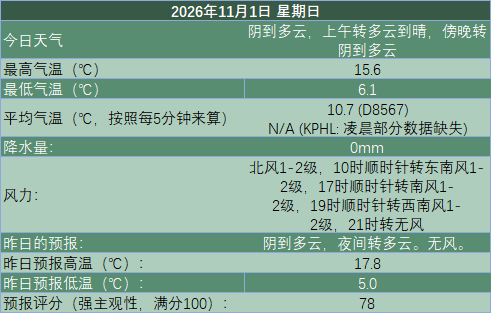 2026年11月1日 星期日
今日天气
阴到多云，上午转多云到晴，傍晚转
阴到多云
最高气温（℃）
15.6
最低气温（℃）
6.1
平均气温（℃，按照每5分钟来算）
10.7 (D8567)
N/A (KPHL: 凌晨部分数据缺失)
降水量：
0mm
风力：
北风1-2级，10时顺时针转东南风1-
2级，17时顺时针转南风1-
2级，19时顺时针转西南风1-
2级，21时转无风
昨日的预报：
阴到多云，夜间转多云。无风。
昨日预报高温（℃）：
17.8
昨日预报低温（℃）：
5.0
预报评分（强主观性，满分100）：
78